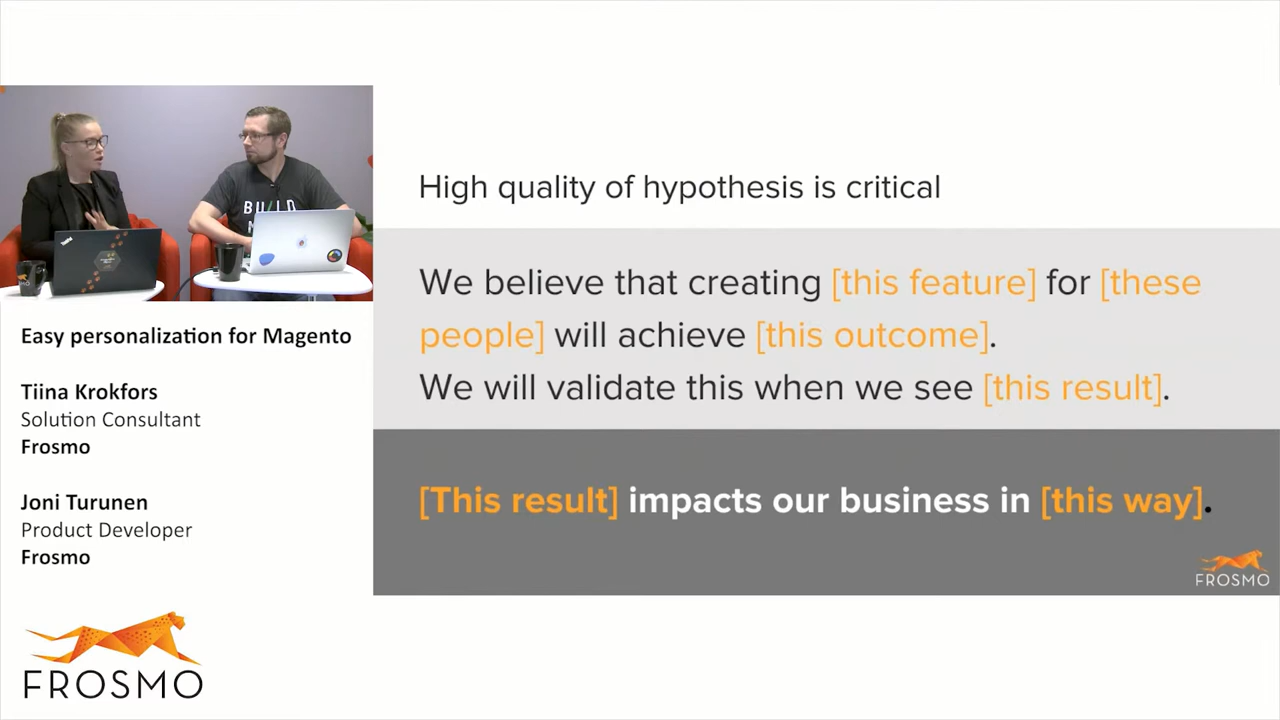 High quality of hypothesis is critical
We believe that creating [this feature] for [these
people] will achieve [this outcome].
We will validate this when we see [this result].
[This result] impacts our business in [this way].
FROSMO
Easy personalization for Magento
Tiina Krokfors
Solution Consultant
Frosmo
Joni Turunen
Product Developer
Frosmo
FROSMO
ThinkPad
BUILD